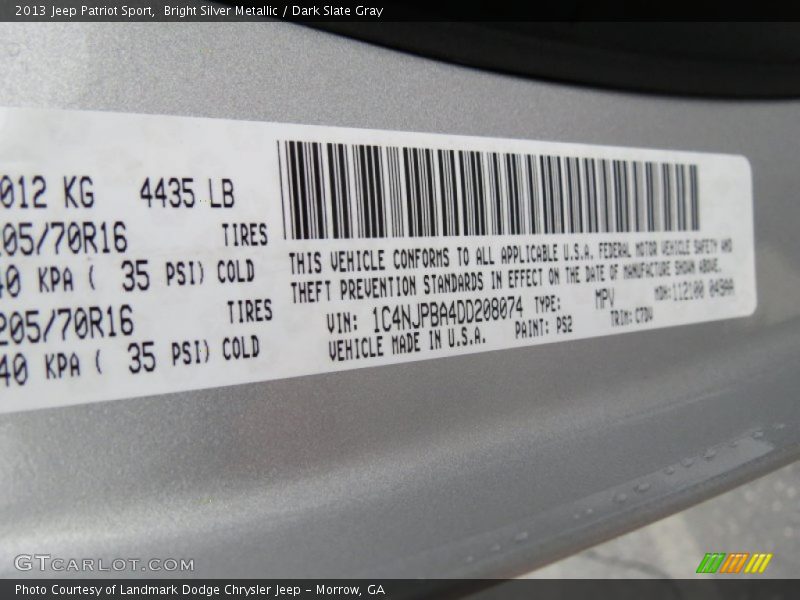 2013 Jeep Patriot Sport,  Bright Silver Metallic / Dark Slate Gray
012 KG  4435 LB
205/70R16  TIRES
40 KPA ( 35 PSI) COLD
205/70R16  TIRES
40 KPA ( 35 PSI) COLD
THIS VEHICLE CONFORMS TO ALL APPLICABLE U.S.A. FEDERAL MOTOR VEHICLE SAFETY AND
THEFT PREVENTION STANDARDS IN EFFECT ON THE DATE OF MANUFACTURE SHOWN ABOVE.
VIN: 1C4NJPBA4DD208074 TYPE: MPV MDH:112100 049AA
VEHICLE MADE IN U.S.A. PAINT: PS2 TRIM:
GTCARLOT.COM
Photo Courtesy of Landmark Dodge Chrysler Jeep – Morrow, GA